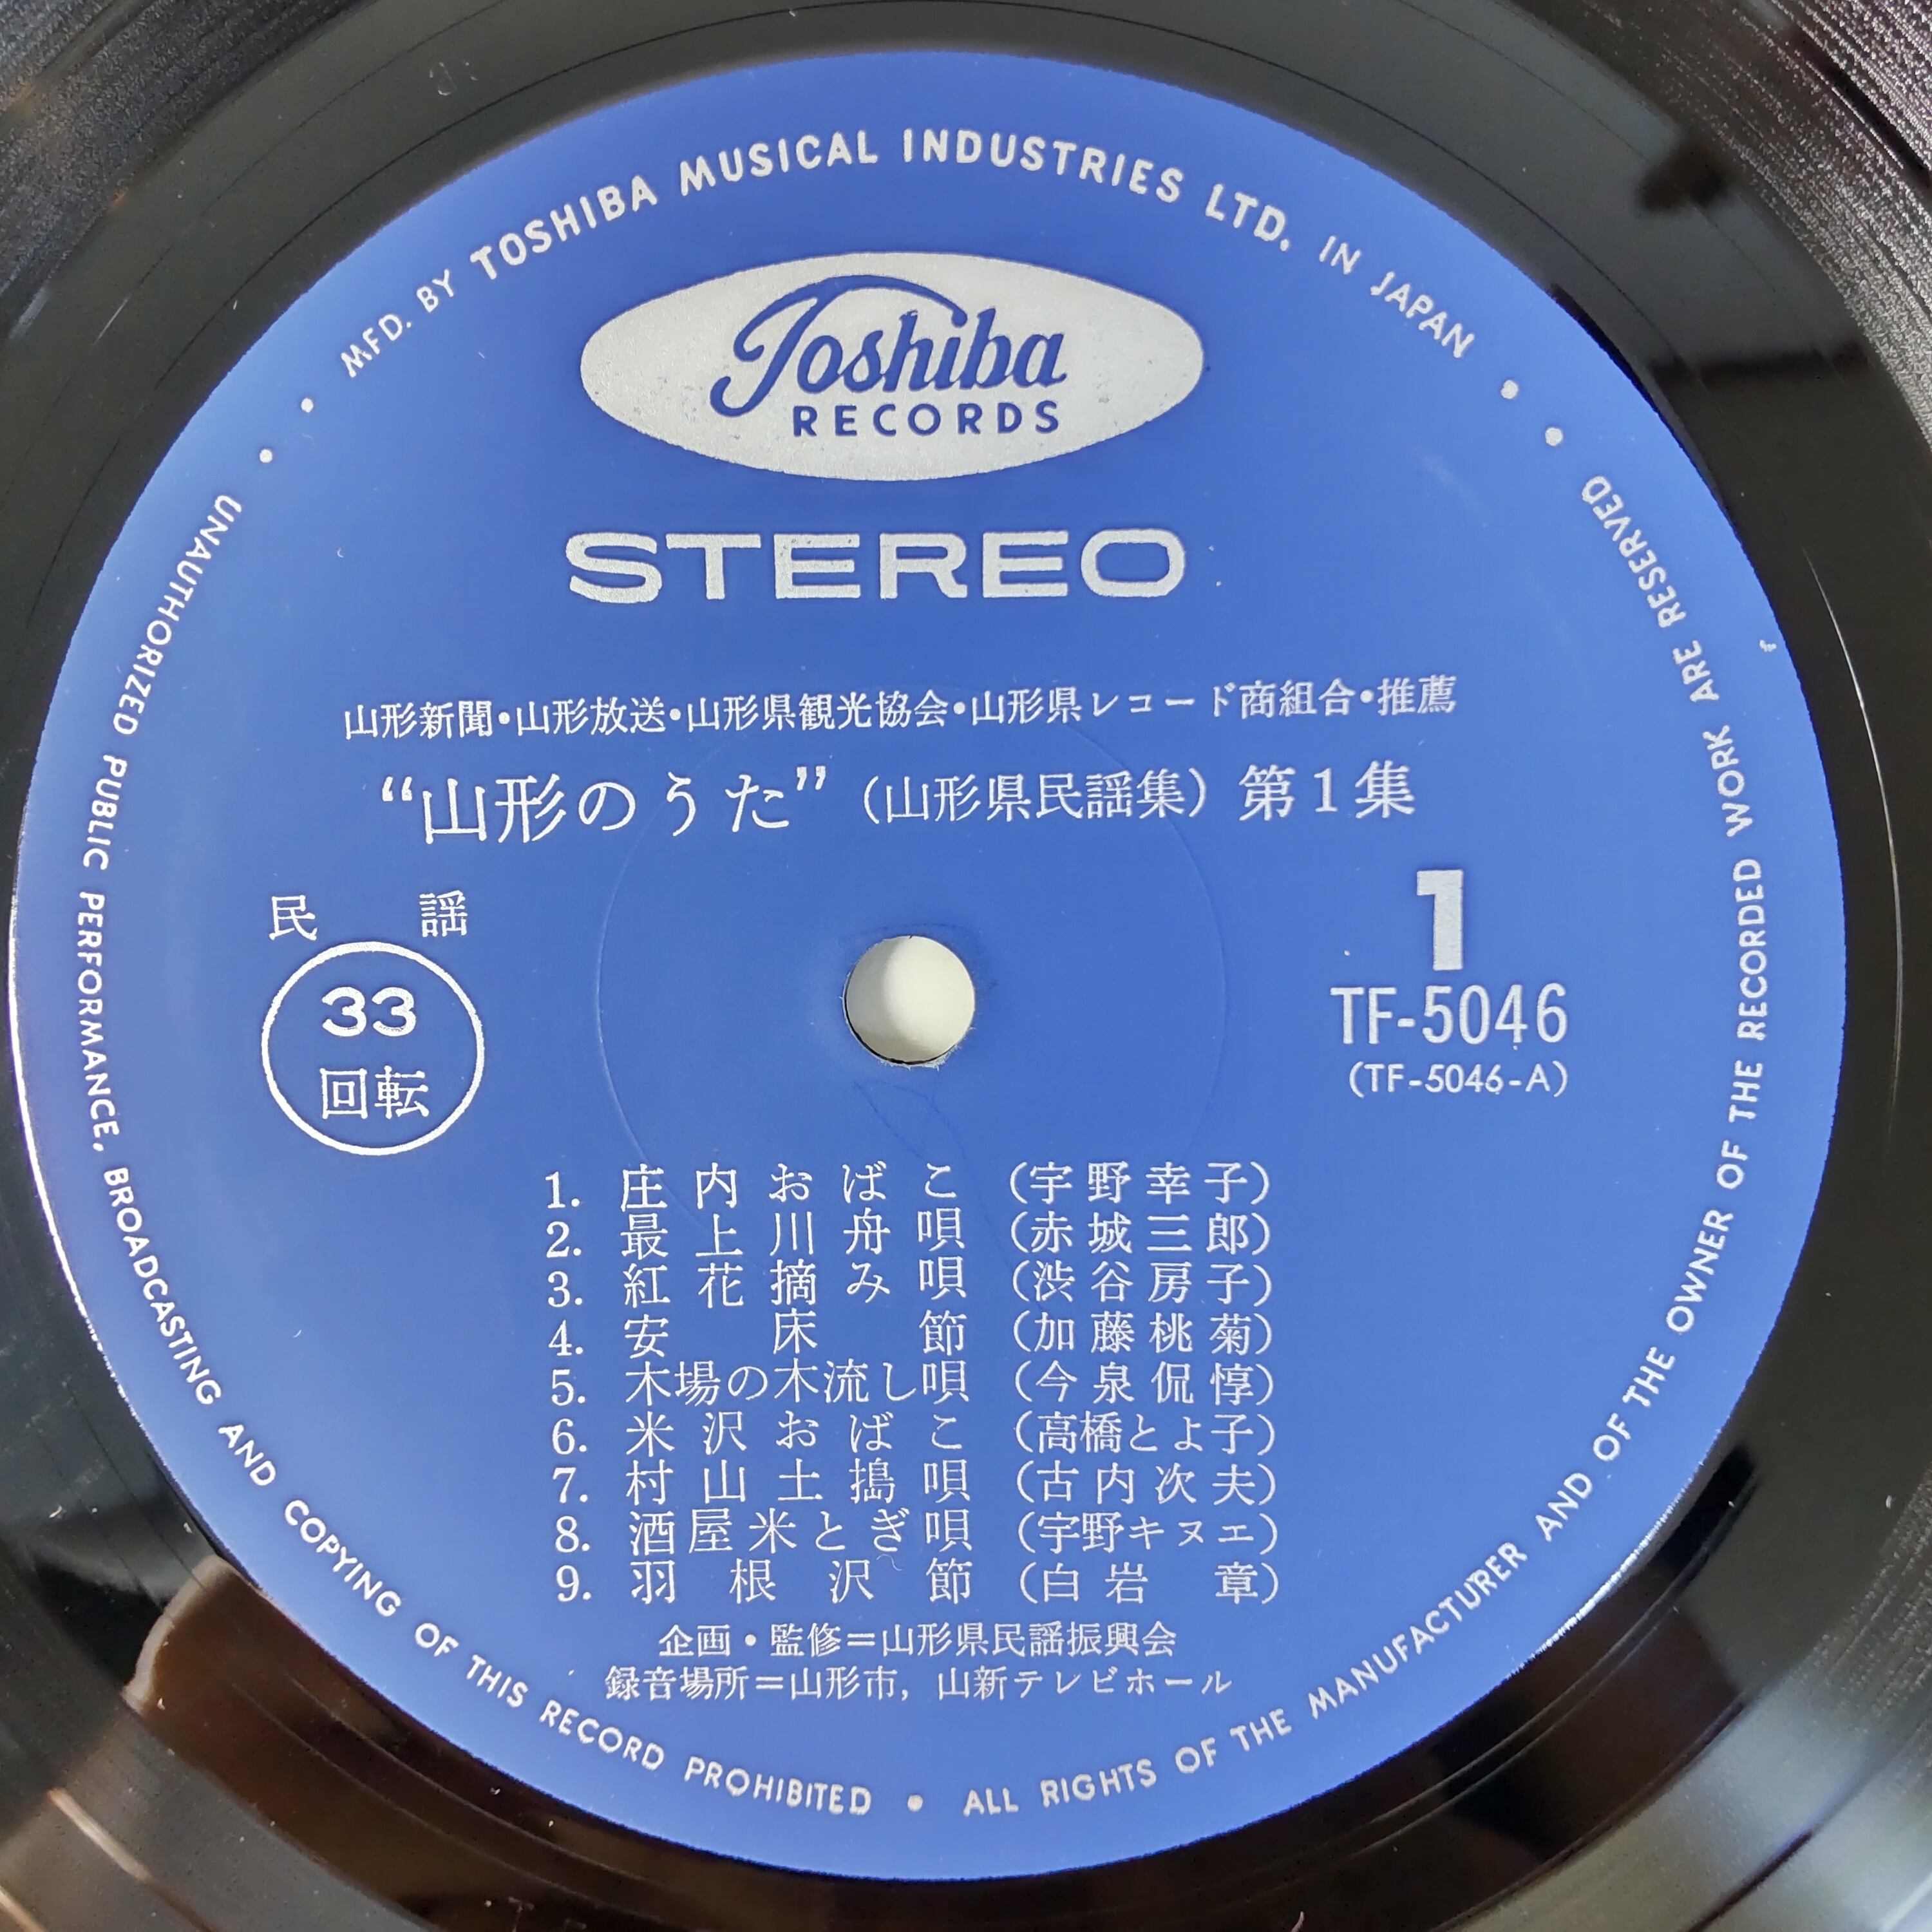 MFD. BY TOSHIBA MUSICAL INDUSTRIES LTD. IN JAPAN
Toshiba
RECORDS
STEREO
山形新聞・山形放送・山形県観光協会・山形県レコード商組合・推薦
“山形のうた”（山形県民謡集）第1集
民謡
33
回転
1
TF-5046
(TF-5046-A)
1. 庄内おばこ（宇野幸子）
2. 最上川舟唄（赤城三郎）
3. 紅花摘み唄（渋谷房子）
4. 安床節（加藤桃菊）
5. 木場の木流し唄（今泉侃惇）
6. 米沢おばこ（高橋とよ子）
7. 村山土搗唄（古内次夫）
8. 酒屋米とぎ唄（宇野キヌエ）
9. 羽根沢節（白岩章）
企画・監修＝山形県民謡振興会
録音場所＝山形市，山新テレビホール
UNAUTHORIZED PUBLIC PERFORMANCE, BROADCASTING AND COPYING OF THIS RECORD PROHIBITED • ALL RIGHTS OF THE MANUFACTURER AND OF THE OWNER OF THE RECORDED WORK ARE RESERVED